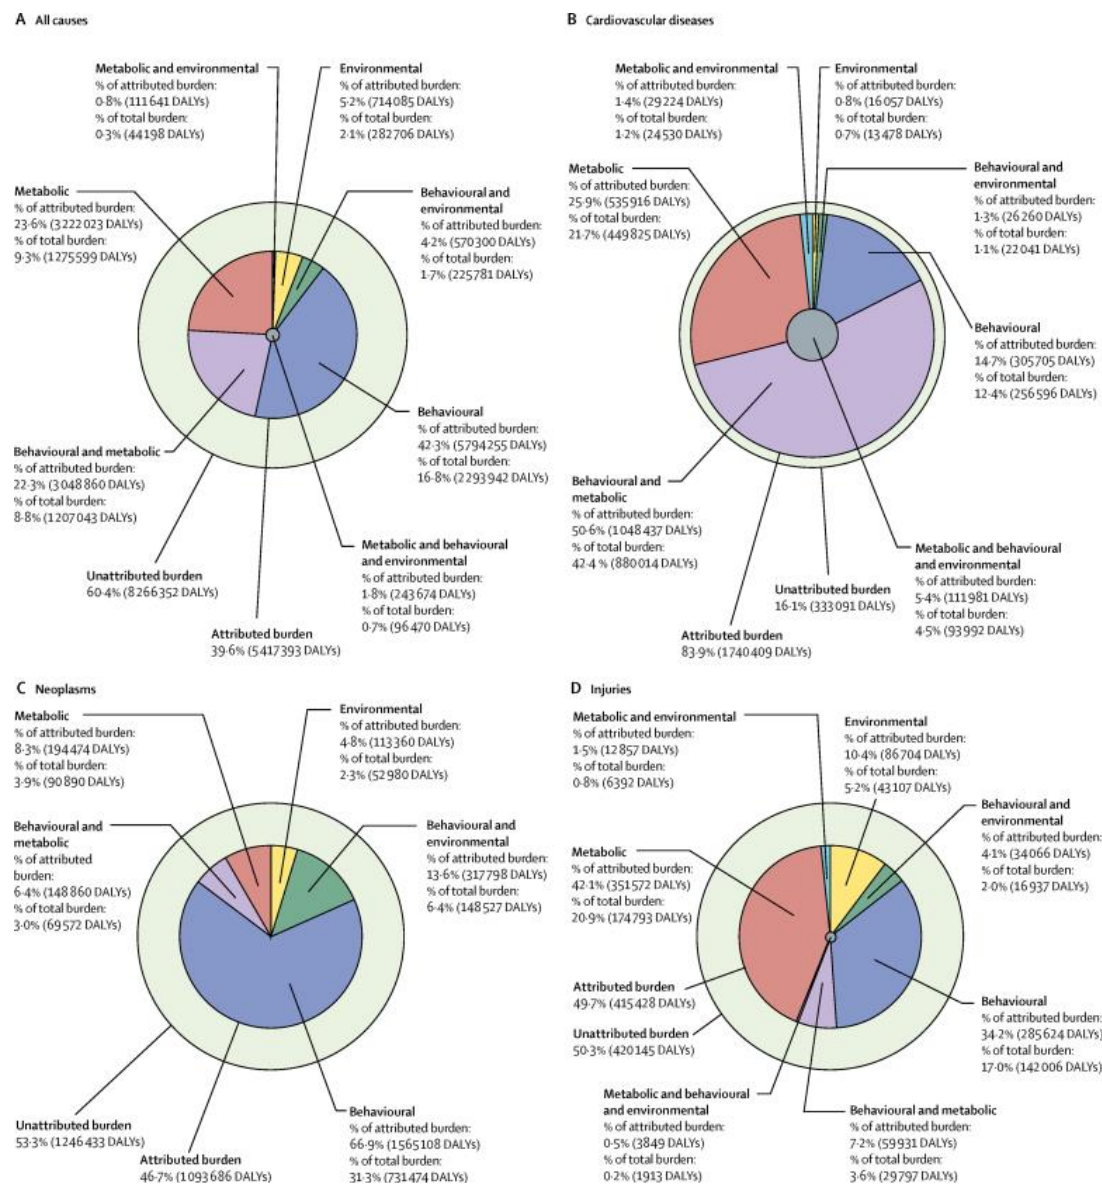 A All causes
Metabolic and environmental
% of attributed burden:
0·8% (111 641 DALYs)
% of total burden:
0·3% (44 198 DALYs)
Environmental
% of attributed burden:
5·2% (714 085 DALYs)
% of total burden:
2·1% (282 706 DALYs)
Metabolic
% of attributed burden:
23·6% (3 222 023 DALYs)
% of total burden:
9·3% (1 275 599 DALYs)
Behavioural and
environmental
% of attributed burden:
4·2% (570 300 DALYs)
% of total burden:
1·7% (225 781 DALYs)
Behavioural
% of attributed burden:
42·3% (5 794 255 DALYs)
% of total burden:
16·8% (2 293 942 DALYs)
Behavioural and metabolic
% of attributed burden:
22·3% (3 048 860 DALYs)
% of total burden:
8·8% (1 207 043 DALYs)
Metabolic and behavioural
and environmental
% of attributed burden:
1·8% (243 674 DALYs)
% of total burden:
0·7% (96 470 DALYs)
Unattributed burden
60·4% (8 266 352 DALYs)
Attributed burden
39·6% (5 417 393 DALYs)
B Cardiovascular diseases
Metabolic and environmental
% of attributed burden:
1·4% (29 224 DALYs)
% of total burden:
1·2% (24 530 DALYs)
Environmental
% of attributed burden:
0·8% (16 057 DALYs)
% of total burden:
0·7% (13 478 DALYs)
Metabolic
% of attributed burden:
25·9% (535 916 DALYs)
% of total burden:
21·7% (449 825 DALYs)
Behavioural and
environmental
% of attributed burden:
1·3% (26 260 DALYs)
% of total burden:
1·1% (22 041 DALYs)
Behavioural
% of attributed burden:
14·7% (305 705 DALYs)
% of total burden:
12·4% (256 596 DALYs)
Behavioural and
metabolic
% of attributed burden:
50·6% (1 048 437 DALYs)
% of total burden:
42·4 % (880 014 DALYs)
Metabolic and behavioural
and environmental
% of attributed burden:
5·4% (111 981 DALYs)
% of total burden:
4·5% (93 992 DALYs)
Unattributed burden
16·1% (333 091 DALYs)
Attributed burden
83·9% (1 740 409 DALYs)
C Neoplasms
Metabolic
% of attributed burden:
8·3% (194 474 DALYs)
% of total burden:
3·9% (90 890 DALYs)
Environmental
% of attributed burden:
4·8% (113 360 DALYs)
% of total burden:
2·3% (52 980 DALYs)
Behavioural and
metabolic
% of attributed
burden:
6·4% (148 860 DALYs)
% of total burden:
3·0% (69 572 DALYs)
Behavioural and
environmental
% of attributed burden:
13·6% (317 798 DALYs)
% of total burden:
6·4% (148 527 DALYs)
Unattributed burden
53·3% (1 246 433 DALYs)
Attributed burden
46·7% (1 093 686 DALYs)
Behavioural
% of attributed burden:
66·9% (1 565 108 DALYs)
% of total burden:
31·3% (731 474 DALYs)
D Injuries
Metabolic and environmental
% of attributed burden:
1·5% (12 857 DALYs)
% of total burden:
0·8% (6392 DALYs)
Environmental
% of attributed burden:
10·4% (86 704 DALYs)
% of total burden:
5·2% (43 107 DALYs)
Behavioural and
environmental
% of attributed burden:
4·1% (34 066 DALYs)
% of total burden:
2·0% (16 937 DALYs)
Metabolic
% of attributed burden:
42·1% (351 572 DALYs)
% of total burden:
20·9% (174 793 DALYs)
Attributed burden
49·7% (415 428 DALYs)
Unattributed burden
50·3% (420 145 DALYs)
Behavioural
% of attributed burden:
34·2% (285 624 DALYs)
% of total burden:
17·0% (142 006 DALYs)
Metabolic and behavioural
and environmental
% of attributed burden:
0·5% (3849 DALYs)
% of total burden:
0·2% (1913 DALYs)
Behavioural and metabolic
% of attributed burden:
7·2% (59 931 DALYs)
% of total burden:
3·6% (29 797 DALYs)